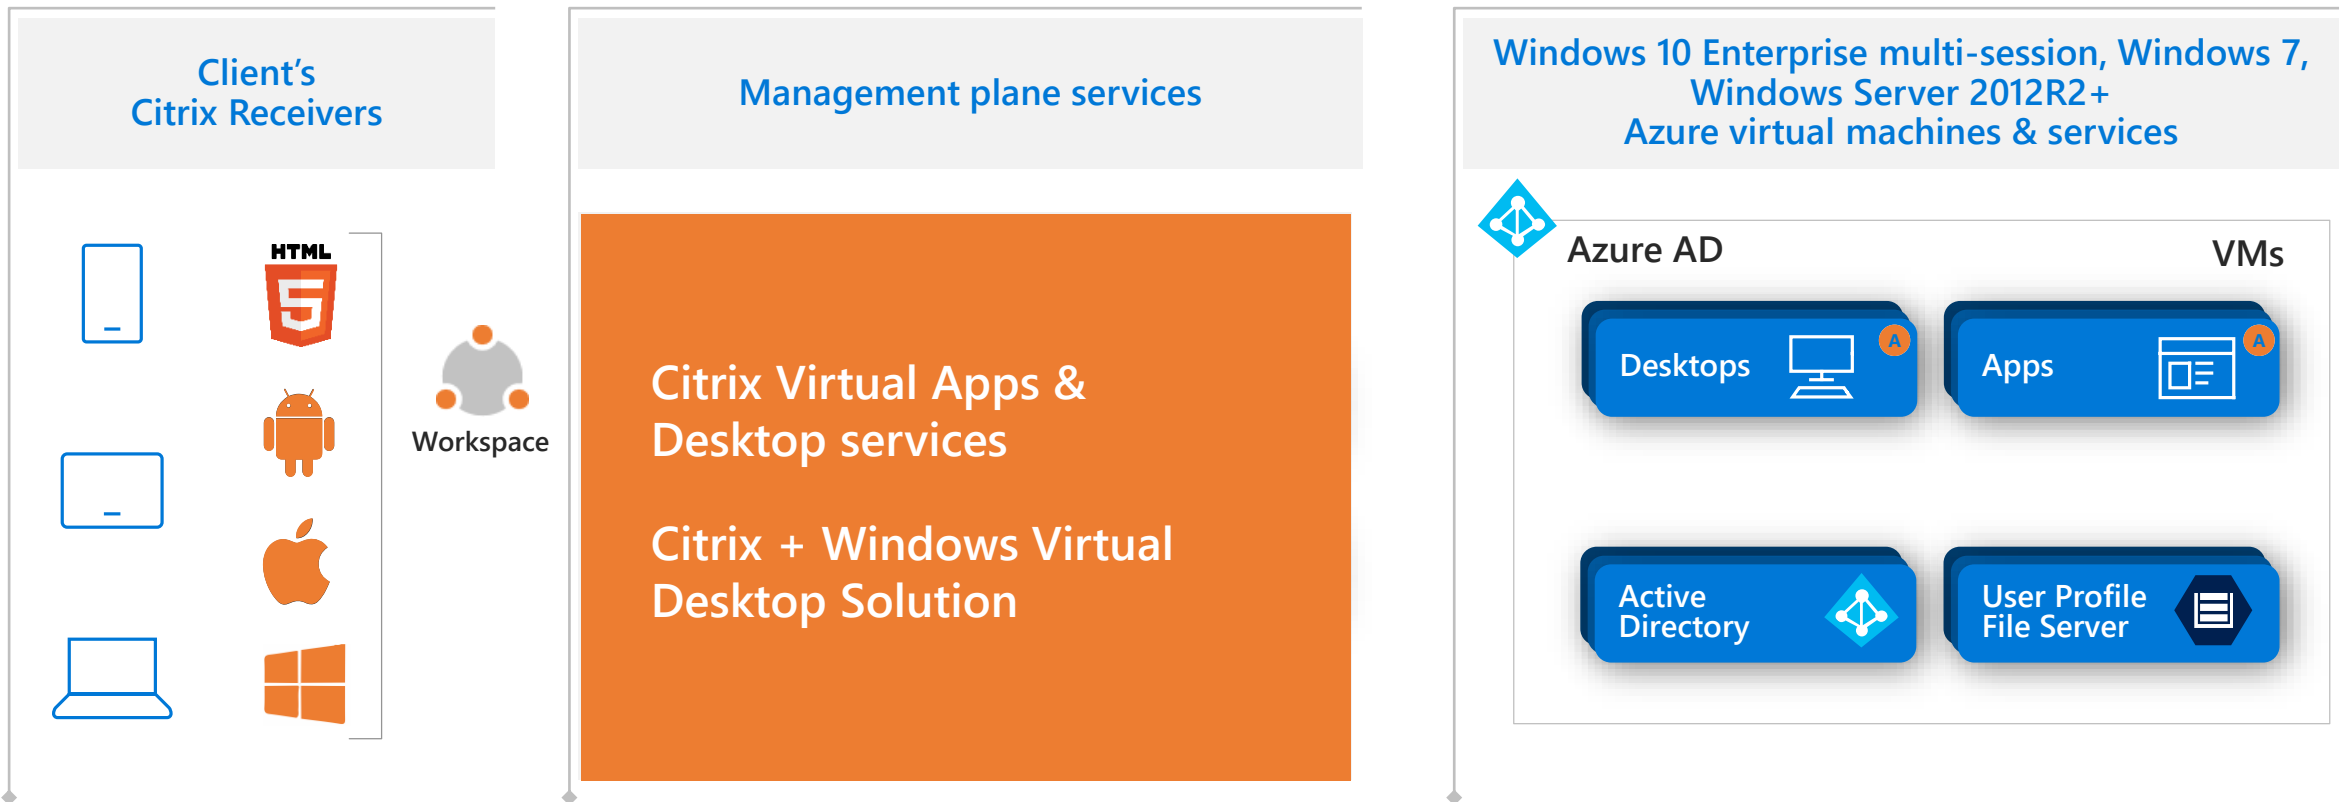 Client’s
Citrix Receivers
Management plane services
Windows 10 Enterprise multi-session, Windows 7,
Windows Server 2012R2+
Azure virtual machines & services
HTML
5
Workspace
Citrix Virtual Apps &
Desktop services
Citrix + Windows Virtual
Desktop Solution
Azure AD
VMs
Desktops
A
Apps
A
Active
Directory
User Profile
File Server